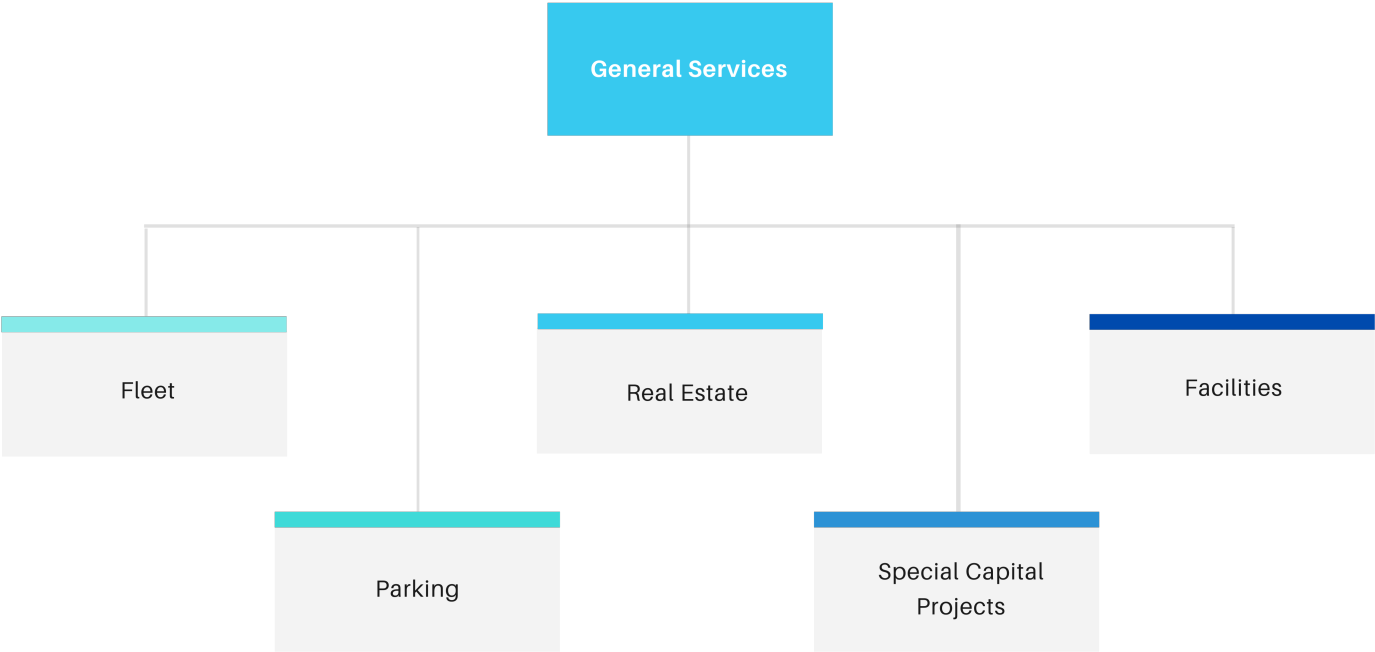 General Services
Fleet
Real Estate
Facilities
Parking
Special Capital
Projects